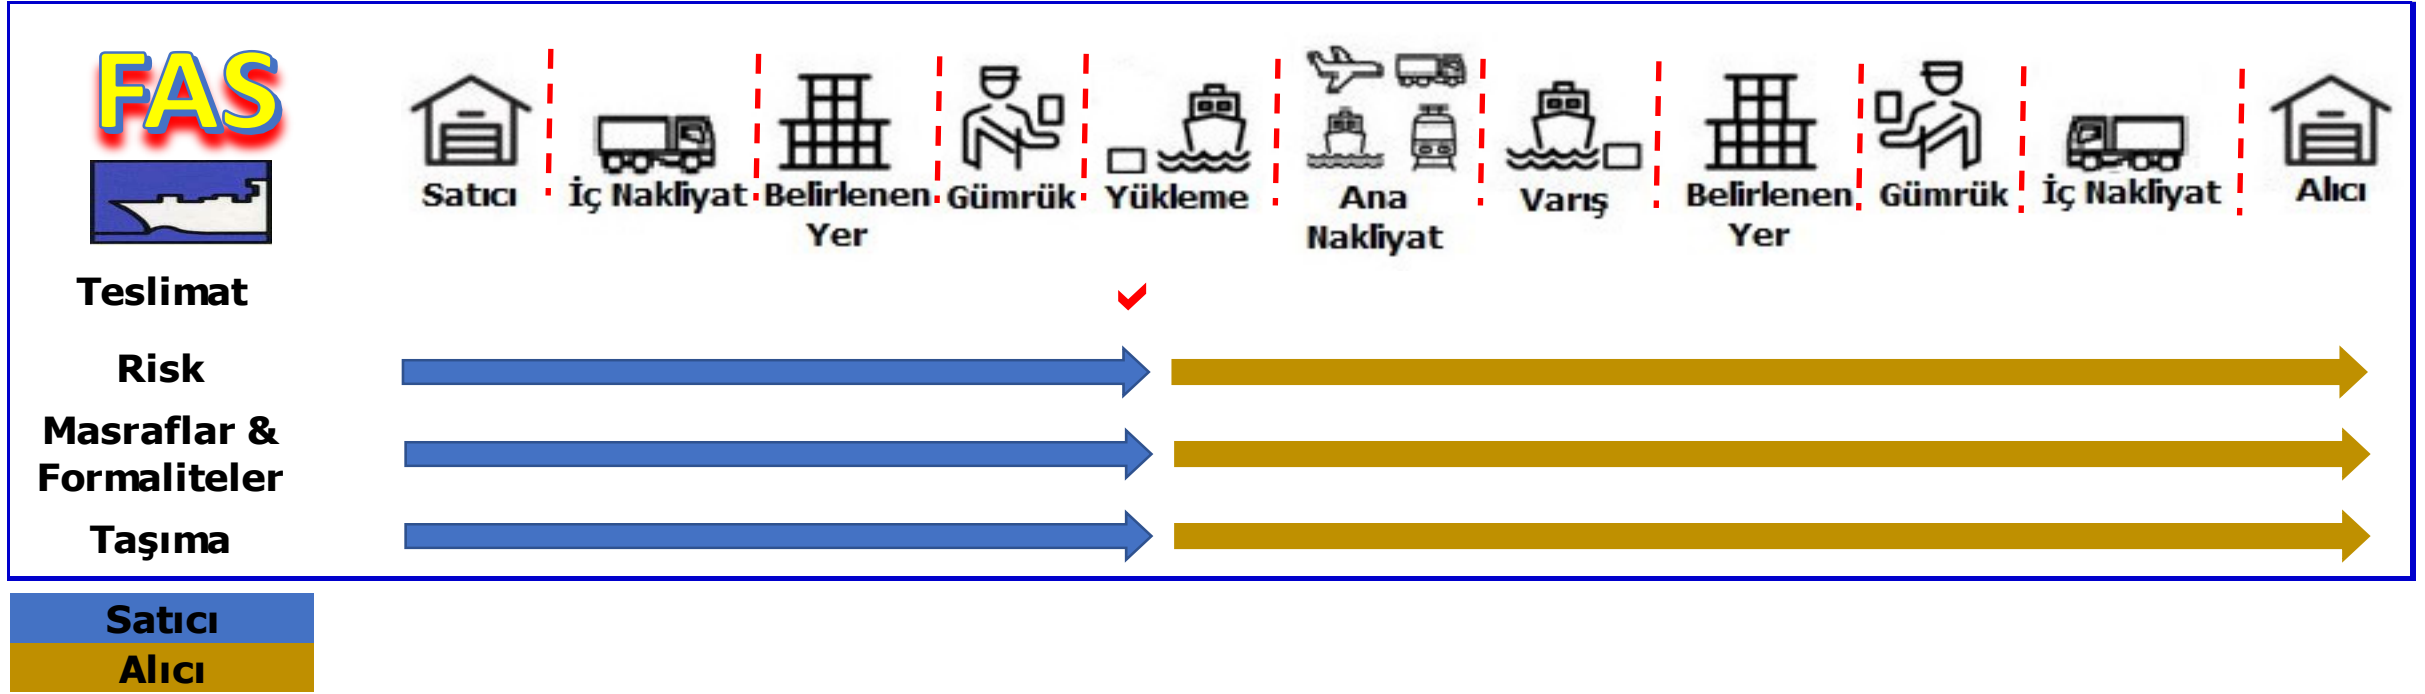 FAS
Satıcı
İç Nakliyat
Belirlenen
Yer
Gümrük
Yükleme
Ana
Nakliyat
Varış
Belirlenen
Yer
Gümrük
İç Nakliyat
Alıcı
Teslimat
Risk
Masraflar &
Formaliteler
Taşıma
Satıcı
Alıcı